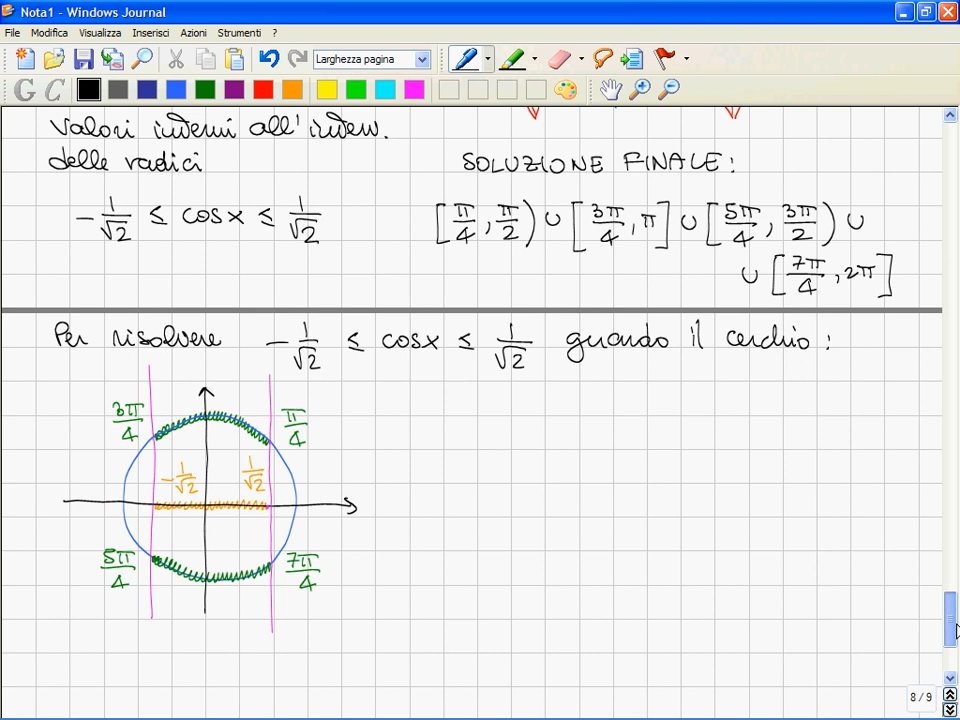 Nota1 - Windows Journal
File Modifica Visualizza Inserisci Azioni Strumenti ?
Larghezza pagina
Valori interni all'interv.
delle radici
-1/√2 ≤ cosx ≤ 1/√2
SOLUZIONE FINALE:
[π/4, π/2) ∪ [3π/4, π] ∪ [5π/4, 3π/2) ∪
∪ [7π/4, 2π]
Per risolvere -1/√2 ≤ cosx ≤ 1/√2 guardo il cerchio:
3π/4 π/4
-1/√2 1/√2
5π/4 7π/4
8 / 9